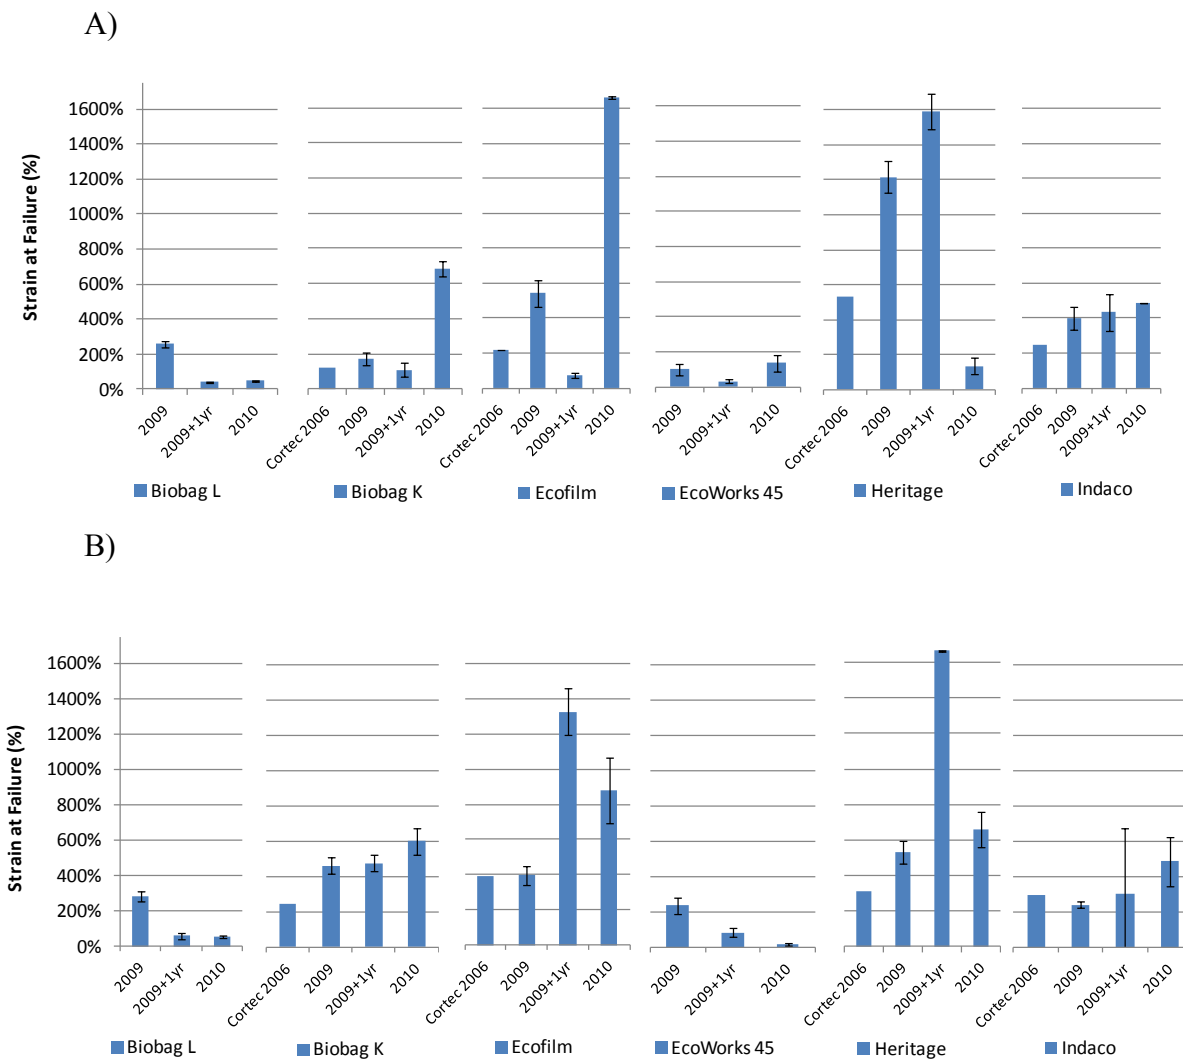 A)
Strain at Failure (%)
1600%
1400%
1200%
1000%
800%
600%
400%
200%
0%
2009
2009+1yr
2010
Cortec 2006
2009
2009+1yr
2010
Crotec 2006
2009
2009+1yr
2010
2009
2009+1yr
2010
Cortec 2006
2009
2009+1yr
2010
Cortec 2006
2009
2009+1yr
2010
Biobag L
Biobag K
Ecofilm
EcoWorks 45
Heritage
Indaco
B)
Strain at Failure (%)
1600%
1400%
1200%
1000%
800%
600%
400%
200%
0%
2009
2009+1yr
2010
Cortec 2006
2009
2009+1yr
2010
Cortec 2006
2009
2009+1yr
2010
2009
2009+1yr
2010
Cortec 2006
2009
2009+1yr
2010
Cortec 2006
2009
2009+1yr
2010
Biobag L
Biobag K
Ecofilm
EcoWorks 45
Heritage
Indaco